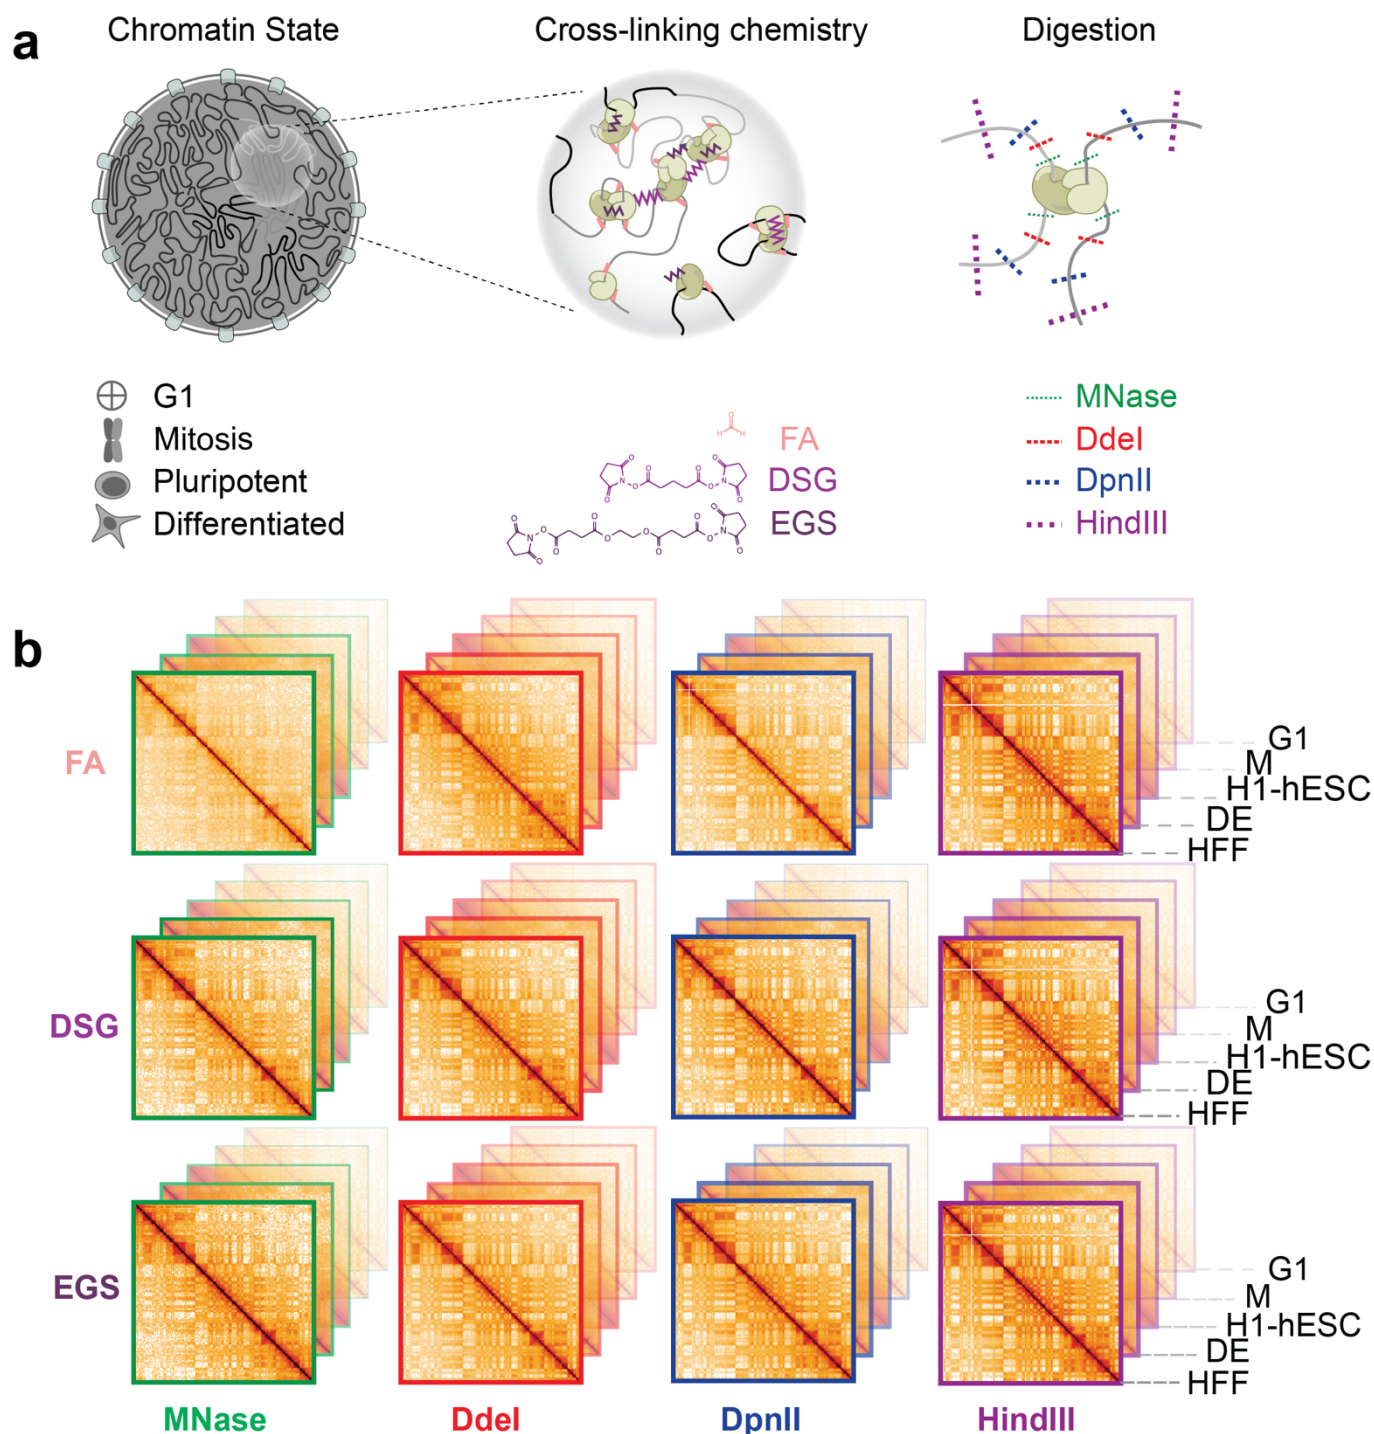 a
Chromatin State
Cross-linking chemistry
Digestion
G1
Mitosis
Pluripotent
Differentiated
FA
DSG
EGS
MNase
DdeI
DpnII
HindIII
b
FA
G1
M
H1-hESC
DE
HFF
DSG
G1
M
H1-hESC
DE
HFF
EGS
G1
M
H1-hESC
DE
HFF
MNase
DdeI
DpnII
HindIII